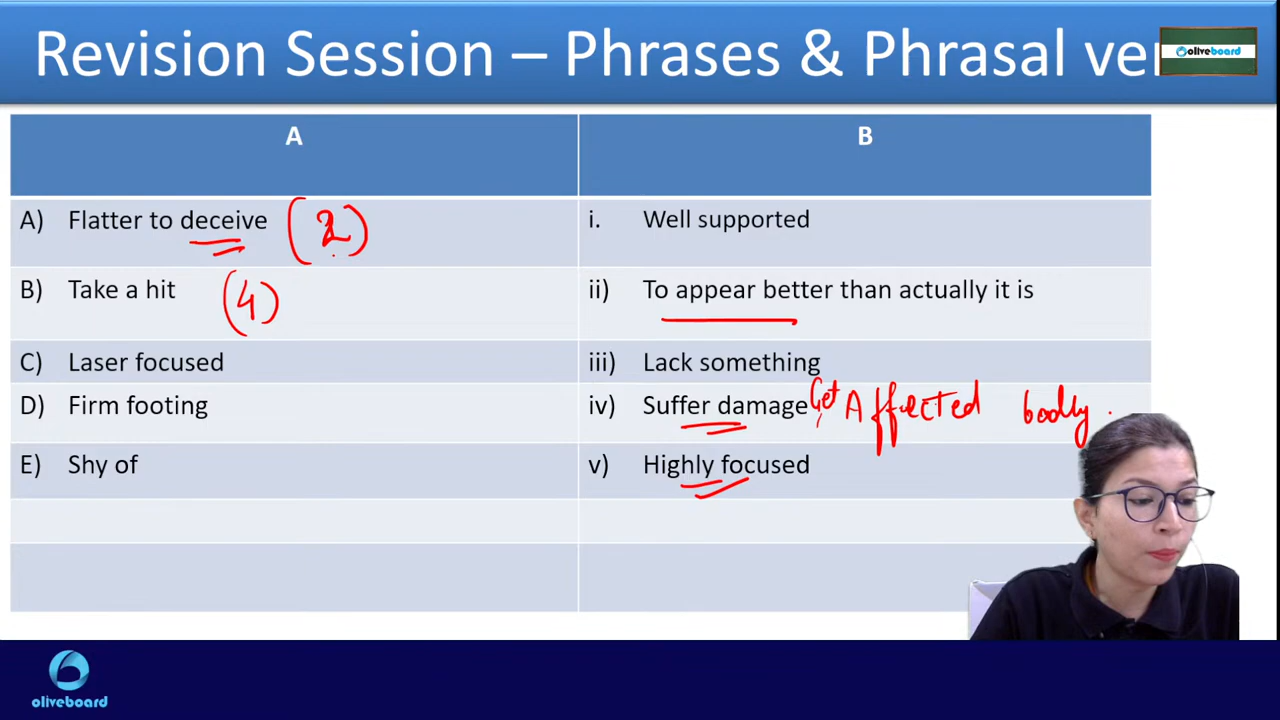 Revision Session – Phrases & Phrasal ve
oliveboard
A B
A) Flatter to deceive (2) i. Well supported
B) Take a hit (4) ii) To appear better than actually it is
C) Laser focused iii) Lack something
D) Firm footing iv) Suffer damage Get Affected badly.
E) Shy of v) Highly focused
oliveboard